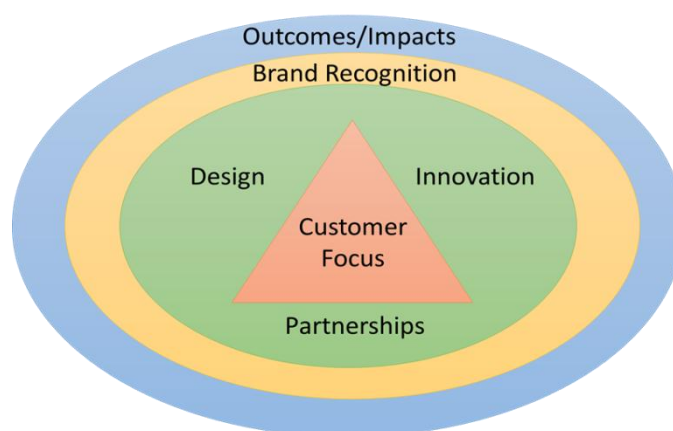 Outcomes/Impacts
Brand Recognition
Design
Innovation
Customer
Focus
Partnerships